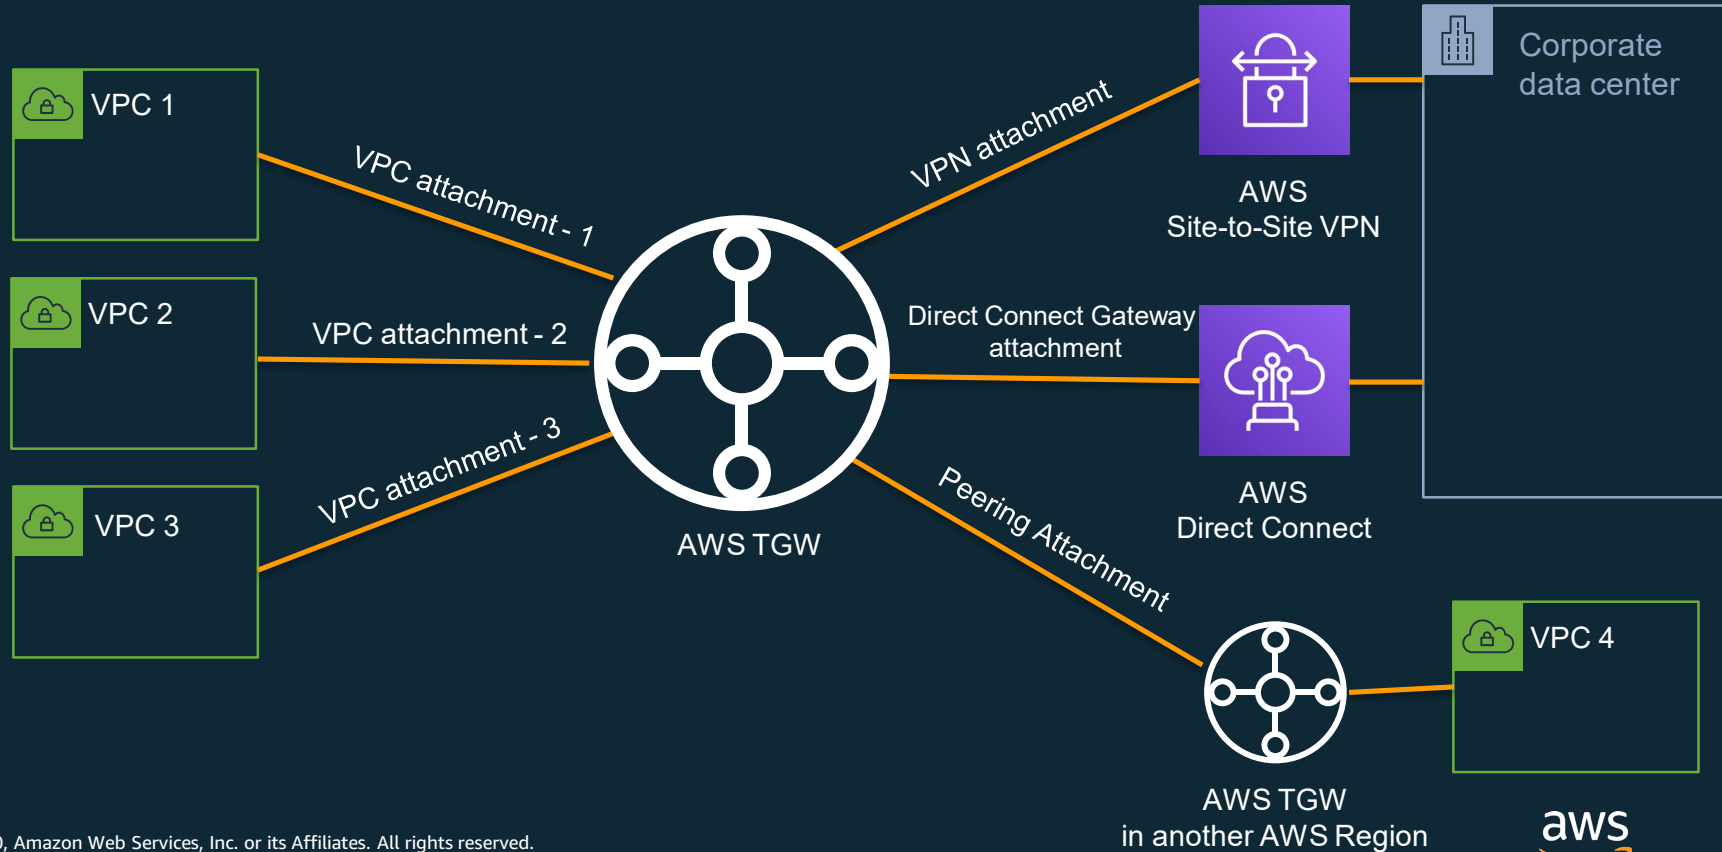 VPC 1
VPC attachment - 1
VPC 2
VPC attachment - 2
VPC 3
VPC attachment - 3
AWS TGW
VPN attachment
AWS
Site-to-Site VPN
Corporate
data center
Direct Connect Gateway
attachment
AWS
Direct Connect
Peering Attachment
AWS TGW
in another AWS Region
VPC 4
Amazon Web Services, Inc. or its Affiliates. All rights reserved.
aws